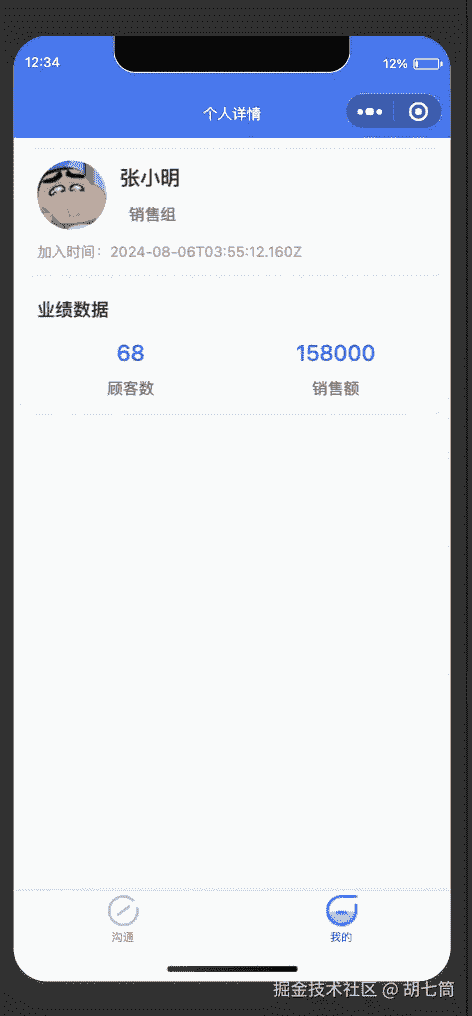 12:34
12%
个人详情
张小明
销售组
加入时间：2024-08-06T03:55:12.160Z
业绩数据
68
158000
顾客数
销售额
沟通
我的
掘金技术社区 @ 胡七筒